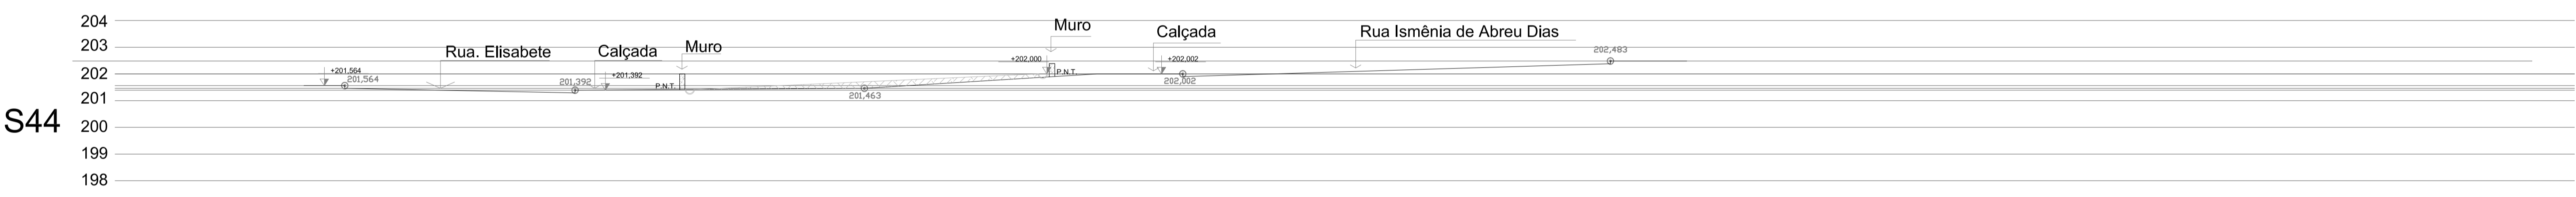 204
203
202
201
200
199
198
S44
+201,564
201,564
Rua. Elisabete
201,392
Calçada
+201,392
Muro
P.N.T.
201,463
+202,000
Muro
P.N.T.
Calçada
+202,002
202,002
Rua Ismênia de Abreu Dias
202,483